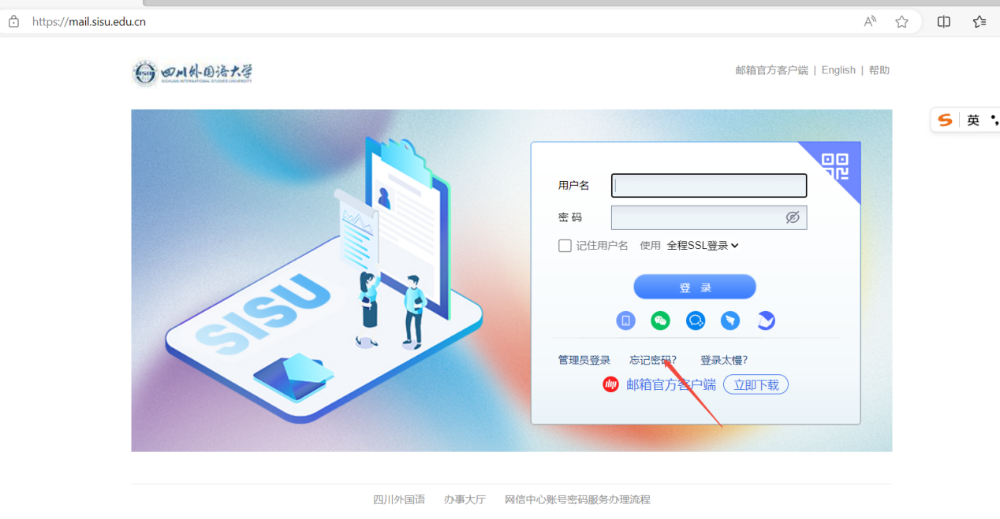 https://mail.sisu.edu.cn
四川外国语大学
SICHUAN INTERNATIONAL STUDIES UNIVERSITY
邮箱官方客户端 | English | 帮助
英
SISU
用户名
密 码
记住用户名 使用 全程SSL登录
登 录
管理员登录 忘记密码? 登录太慢?
邮箱官方客户端 立即下载
四川外国语 办事大厅 网信中心账号密码服务办理流程